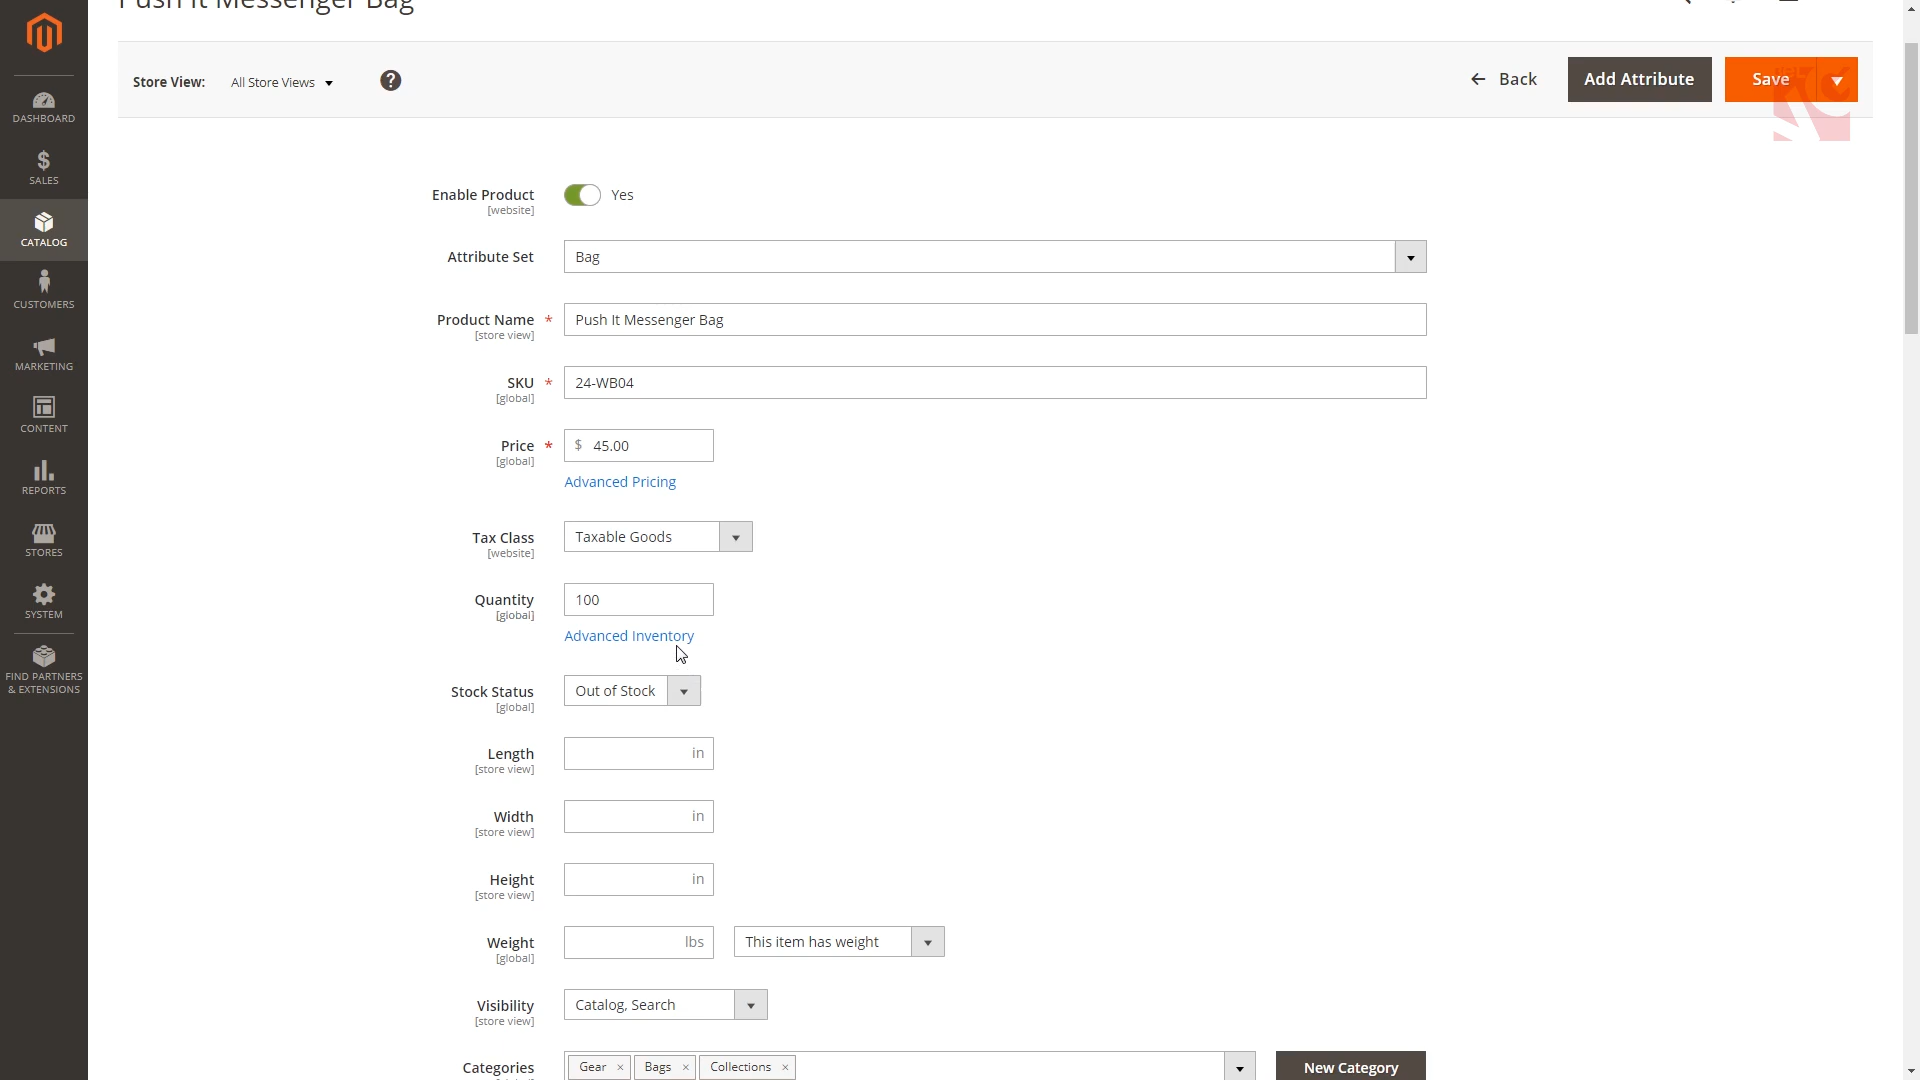 Push It Messenger Bag
Store View: All Store Views ?
Back Add Attribute Save
DASHBOARD
SALES
CATALOG
CUSTOMERS
MARKETING
CONTENT
REPORTS
STORES
SYSTEM
FIND PARTNERS
& EXTENSIONS
Enable Product Yes
[website]
Attribute Set Bag
Product Name * Push It Messenger Bag
[store view]
SKU * 24-WB04
[global]
Price * $ 45.00
[global]
Advanced Pricing
Tax Class Taxable Goods
[website]
Quantity 100
[global]
Advanced Inventory
Stock Status Out of Stock
[global]
Length in
[store view]
Width in
[store view]
Height in
[store view]
Weight lbs This item has weight
[global]
Visibility Catalog, Search
[store view]
Categories Gear × Bags × Collections × New Category